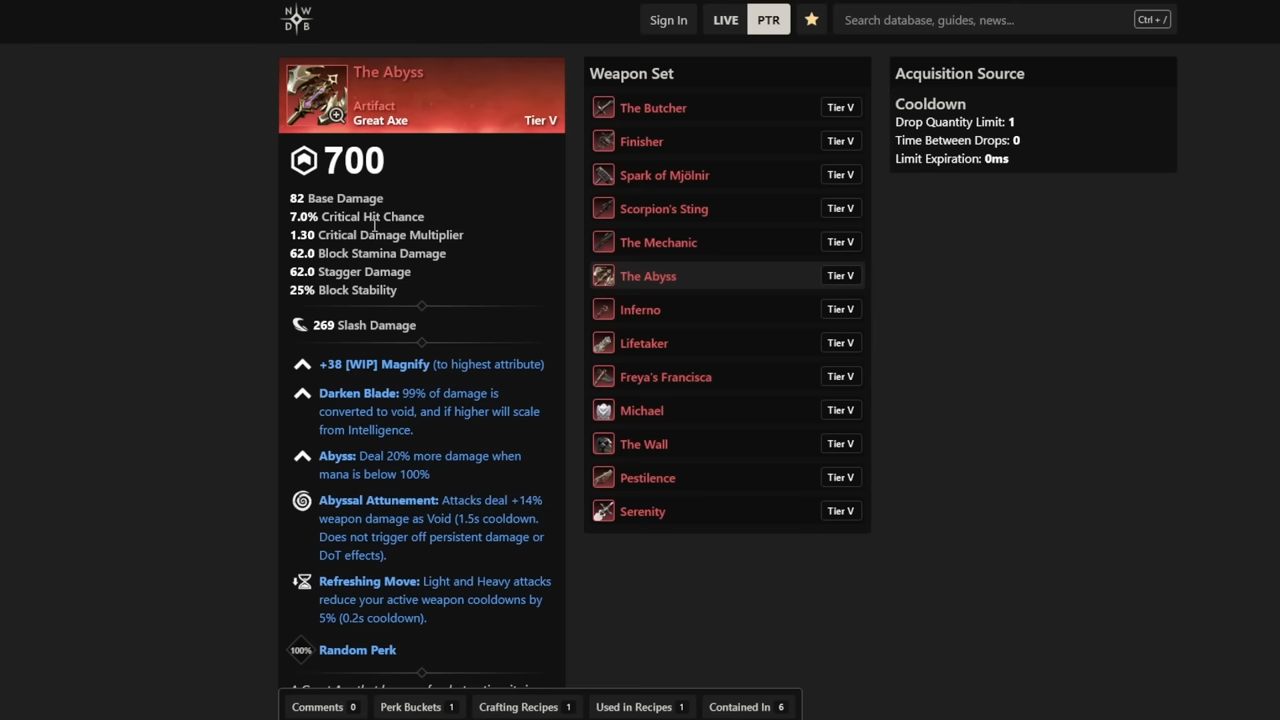 NW
DB
Sign In
LIVE
PTR
Search database, guides, news...
Ctrl + /
The Abyss
Artifact
Great Axe
Tier V
700
82 Base Damage
7.0% Critical Hit Chance
1.30 Critical Damage Multiplier
62.0 Block Stamina Damage
62.0 Stagger Damage
25% Block Stability
269 Slash Damage
+38 [WIP] Magnify (to highest attribute)
Darken Blade: 99% of damage is
converted to void, and if higher will scale
from Intelligence.
Abyss: Deal 20% more damage when
mana is below 100%
Abyssal Attunement: Attacks deal +14%
weapon damage as Void (1.5s cooldown.
Does not trigger off persistent damage or
DoT effects).
Refreshing Move: Light and Heavy attacks
reduce your active weapon cooldowns by
5% (0.2s cooldown).
100% Random Perk
Weapon Set
The Butcher Tier V
Finisher Tier V
Spark of Mjölnir Tier V
Scorpion's Sting Tier V
The Mechanic Tier V
The Abyss Tier V
Inferno Tier V
Lifetaker Tier V
Freya's Francisca Tier V
Michael Tier V
The Wall Tier V
Pestilence Tier V
Serenity Tier V
Acquisition Source
Cooldown
Drop Quantity Limit: 1
Time Between Drops: 0
Limit Expiration: 0ms
Comments 0
Perk Buckets 1
Crafting Recipes 1
Used in Recipes 1
Contained In 6